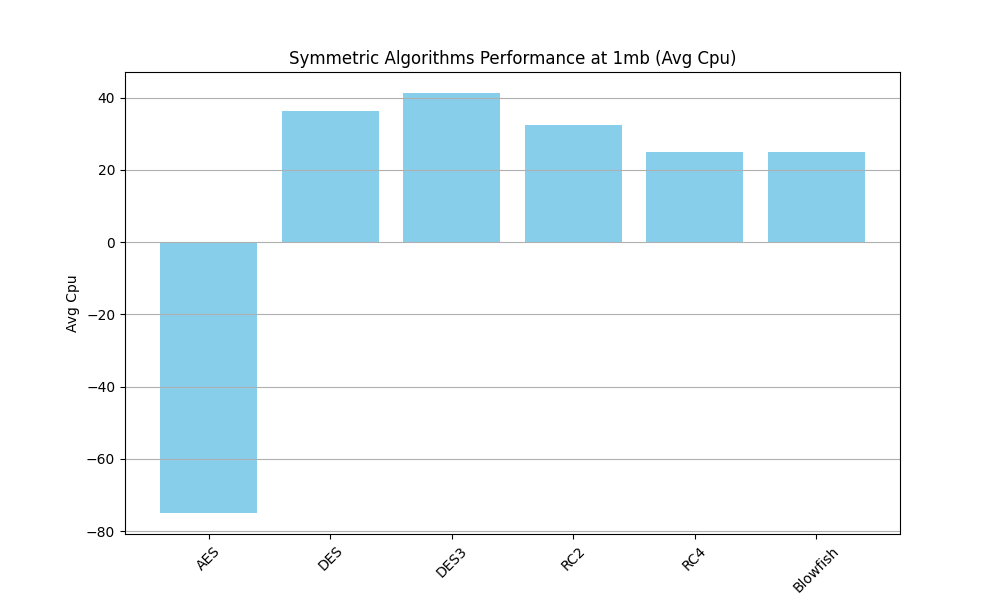 Symmetric Algorithms Performance at 1mb (Avg Cpu)
40
20
0
−20
−40
−60
−80
Avg Cpu
AES
DES
DES3
RC2
RC4
Blowfish